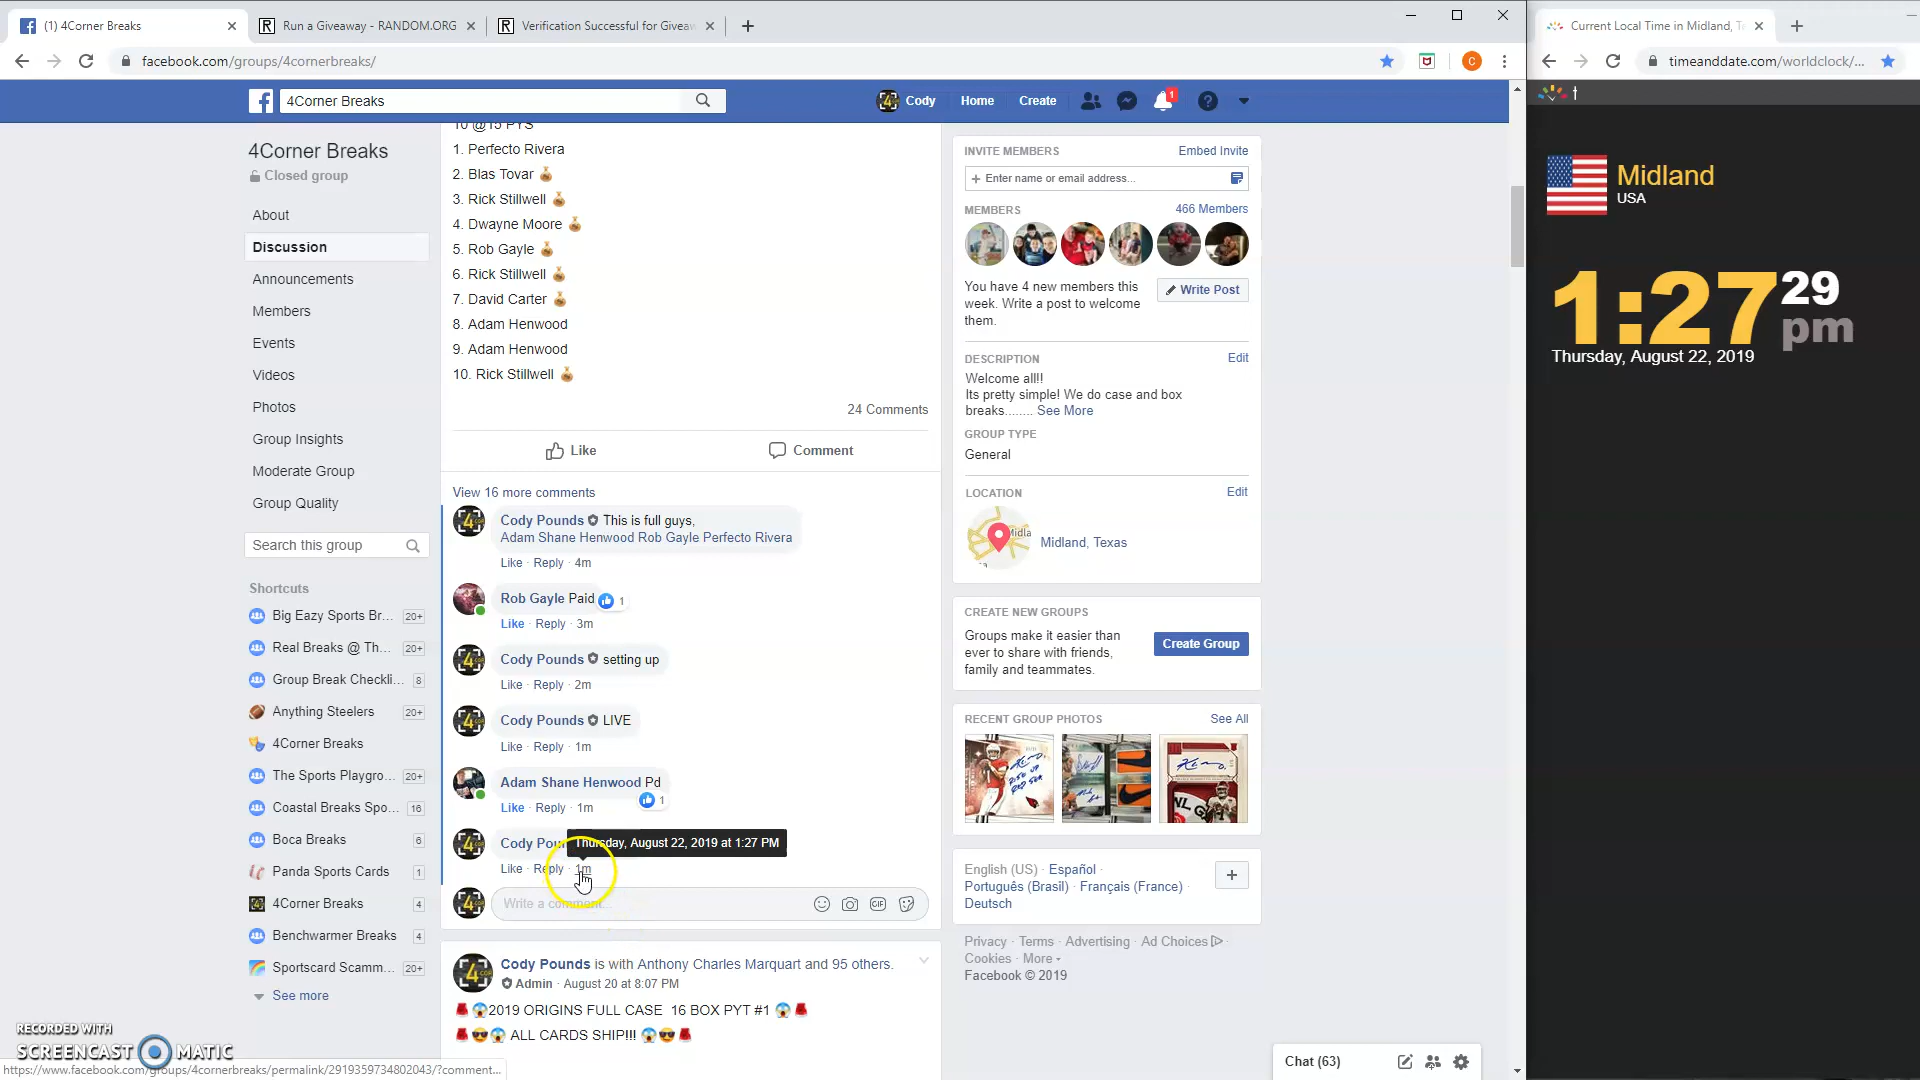 (1) 4Corner Breaks
Run a Giveaway - RANDOM.ORG
Verification Successful for Giveaw
Current Local Time in Midland, Te
facebook.com/groups/4cornerbreaks/
timeanddate.com/worldclock/...
4Corner Breaks
Cody
Home
Create
1
4Corner Breaks
Closed group
About
Discussion
Announcements
Members
Events
Videos
Photos
Group Insights
Moderate Group
Group Quality
Search this group
Shortcuts
Big Eazy Sports Br... 20+
Real Breaks @ Th... 20+
Group Break Checkli... 8
Anything Steelers 20+
4Corner Breaks
The Sports Playgro... 20+
Coastal Breaks Spo... 16
Boca Breaks 6
Panda Sports Cards 1
4Corner Breaks 4
Benchwarmer Breaks 4
Sportscard Scamm... 20+
See more
10 @15 PYS
1. Perfecto Rivera
2. Blas Tovar 💰
3. Rick Stillwell 💰
4. Dwayne Moore 💰
5. Rob Gayle 💰
6. Rick Stillwell 💰
7. David Carter 💰
8. Adam Henwood
9. Adam Henwood
10. Rick Stillwell 💰
24 Comments
Like
Comment
View 16 more comments
Cody Pounds This is full guys,
Adam Shane Henwood Rob Gayle Perfecto Rivera
Like · Reply · 4m
Rob Gayle Paid
1
Like · Reply · 3m
Cody Pounds setting up
Like · Reply · 2m
Cody Pounds LIVE
Like · Reply · 1m
Adam Shane Henwood Pd
1
Like · Reply · 1m
Cody Pou
Thursday, August 22, 2019 at 1:27 PM
Like · Reply · 1m
Write a comment...
Cody Pounds is with Anthony Charles Marquart and 95 others.
Admin · August 20 at 8:07 PM
2019 ORIGINS FULL CASE 16 BOX PYT #1
ALL CARDS SHIP!!!
INVITE MEMBERS
Embed Invite
+ Enter name or email address...
MEMBERS
466 Members
You have 4 new members this
week. Write a post to welcome
them.
Write Post
DESCRIPTION
Edit
Welcome all!!
Its pretty simple! We do case and box
breaks........ See More
GROUP TYPE
General
LOCATION
Edit
Midla
Midland, Texas
CREATE NEW GROUPS
Groups make it easier than
ever to share with friends,
family and teammates.
Create Group
RECENT GROUP PHOTOS
See All
English (US) · Español ·
Português (Brasil) · Français (France) ·
Deutsch
Privacy · Terms · Advertising · Ad Choices ·
Cookies · More
Facebook © 2019
Chat (63)
Midland
USA
1:27 29
pm
Thursday, August 22, 2019
RECORDED WITH
SCREENCAST MATIC
https://www.facebook.com/groups/4cornerbreaks/permalink/2919359734802043/?comment...